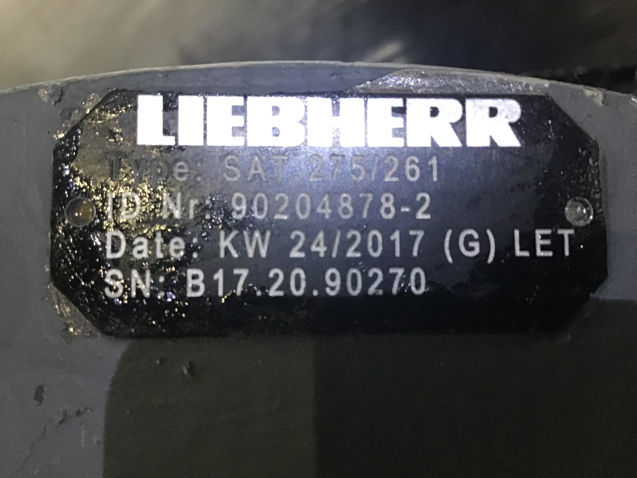 LIEBHERR
Type: SAT 275/261
ID Nr: 90204878-2
Date: KW 24/2017 (G) LET
SN: B17.20.90270